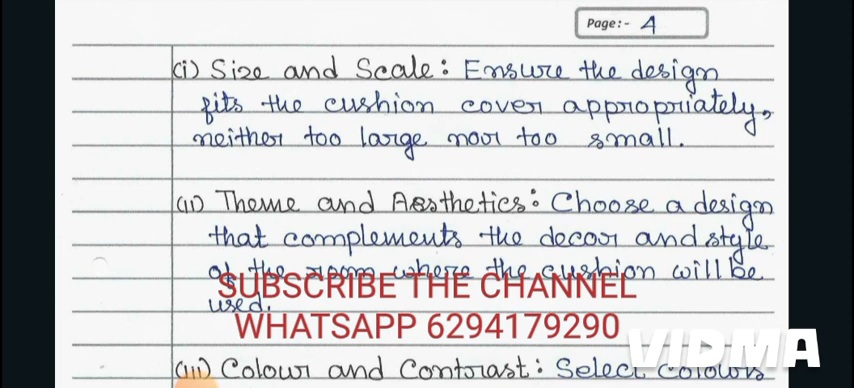 Page:- 4
(i) Size and Scale: Ensure the design
fits the cushion cover appropriately,
neither too large noor too small.
(ii) Theme and Aesthetics: Choose a design
that complements the decor and style
of the room where the cushion will be
used.
SUBSCRIBE THE CHANNEL
WHATSAPP 6294179290
VIDMA
(iii) Colour and Contrast: Select Colours